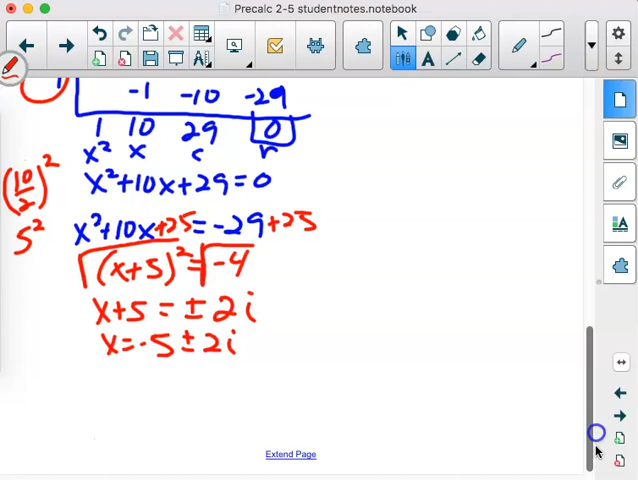 Precalc 2-5 studentnotes.notebook
-1 -10 -29
1 10 29 0
x² x c r
(10/2)²
x²+10x+29=0
5²
x²+10x+25=-29+25
√(x+5)²=√-4
x+5=±2i
x=-5±2i
Extend Page